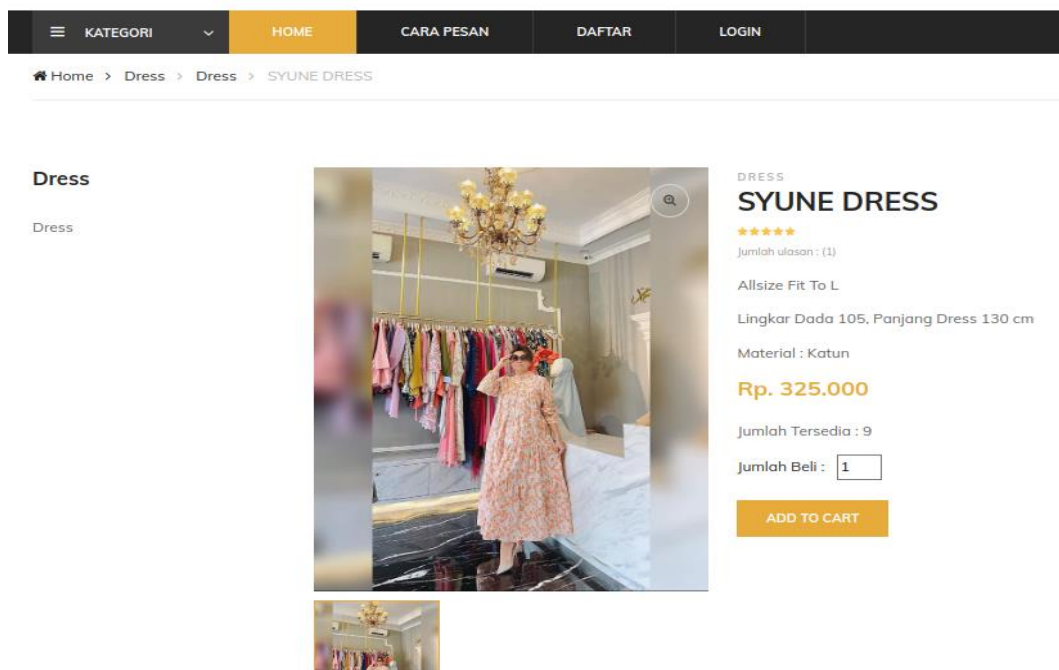 KATEGORI HOME CARA PESAN DAFTAR LOGIN
Home > Dress > Dress > SYUNE DRESS
Dress
Dress
DRESS
SYUNE DRESS
Jumlah ulasan : (1)
Allsize Fit To L
Lingkar Dada 105, Panjang Dress 130 cm
Material : Katun
Rp. 325.000
Jumlah Tersedia : 9
Jumlah Beli : 1
ADD TO CART